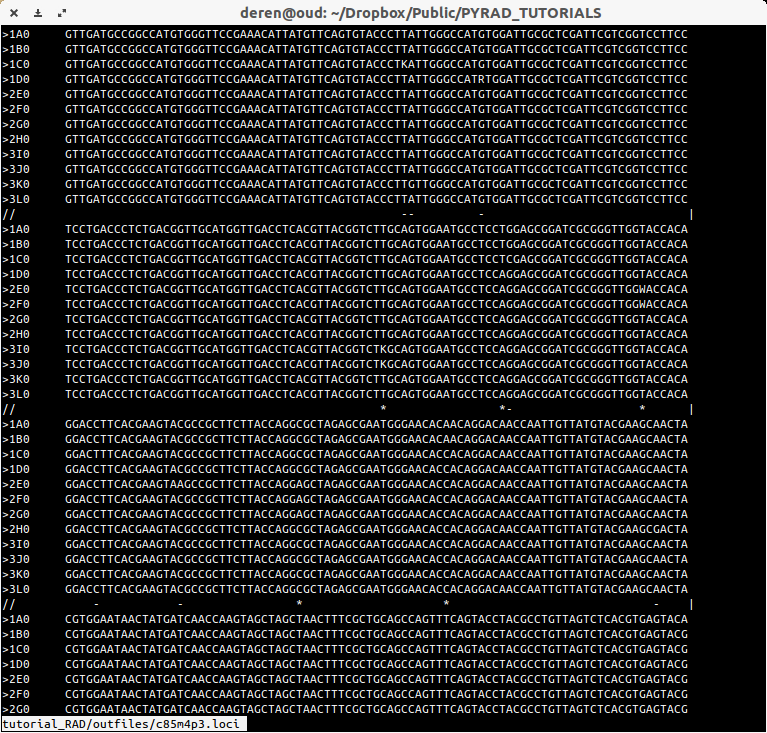 deren@oud: ~/Dropbox/Public/PYRAD_TUTORIALS
>1A0     GTTGATGCCGGCCATGTGGGTTCCGAAACATTATGTTCAGTGTACCCTTATTGGGCCATGTGGATTGCGCTCGATTCGTCGGTCCTTCC
>1B0     GTTGATGCCGGCCATGTGGGTTCCGAAACATTATGTTCAGTGTACCCTTATTGGGCCATGTGGATTGCGCTCGATTCGTCGGTCCTTCC
>1C0     GTTGATGCCGGCCATGTGGGTTCCGAAACATTATGTTCAGTGTACCCTKATTGGGCCATGTGGATTGCGCTCGATTCGTCGGTCCTTCC
>1D0     GTTGATGCCGGCCATGTGGGTTCCGAAACATTATGTTCAGTGTACCCTTATTGGGCCATRTGGATTGCGCTCGATTCGTCGGTCCTTCC
>2E0     GTTGATGCCGGCCATGTGGGTTCCGAAACATTATGTTCAGTGTACCCTTATTGGGCCATGTGGATTGCGCTCGATTCGTCGGTCCTTCC
>2F0     GTTGATGCCGGCCATGTGGGTTCCGAAACATTATGTTCAGTGTACCCTTATTGGGCCATGTGGATTGCGCTCGATTCGTCGGTCCTTCC
>2G0     GTTGATGCCGGCCATGTGGGTTCCGAAACATTATGTTCAGTGTACCCTTATTGGGCCATGTGGATTGCGCTCGATTCGTCGGTCCTTCC
>2H0     GTTGATGCCGGCCATGTGGGTTCCGAAACATTATGTTCAGTGTACCCTTATTGGGCCATGTGGATTGCGCTCGATTCGTCGGTCCTTCC
>3I0     GTTGATGCCGGCCATGTGGGTTCCGAAACATTATGTTCAGTGTACCCTTATTGGGCCATGTGGATTGCGCTCGATTCGTCGGTCCTTCC
>3J0     GTTGATGCCGGCCATGTGGGTTCCGAAACATTATGTTCAGTGTACCCTTATTGGGCCATGTGGATTGCGCTCGATTCGTCGGTCCTTCC
>3K0     GTTGATGCCGGCCATGTGGGTTCCGAAACATTATGTTCAGTGTACCCTTGTTGGGCCATGTGGATTGCGCTCGATTCGTCGGTCCTTCC
>3L0     GTTGATGCCGGCCATGTGGGTTCCGAAACATTATGTTCAGTGTACCCTTATTGGGCCATGTGGATTGCGCTCGATTCGTCGGTCCTTCC
//                                                       --         -                             |
>1A0     TCCTGACCCTCTGACGGTTGCATGGTTGACCTCACGTTACGGTCTTGCAGTGGAATGCCTCCTGGAGCGGATCGCGGGTTGGTACCACA
>1B0     TCCTGACCCTCTGACGGTTGCATGGTTGACCTCACGTTACGGTCTTGCAGTGGAATGCCTCCTGGAGCGGATCGCGGGTTGGTACCACA
>1C0     TCCTGACCCTCTGACGGTTGCATGGTTGACCTCACGTTACGGTCTTGCAGTGGAATGCCTCCTCGAGCGGATCGCGGGTTGGTACCACA
>1D0     TCCTGACCCTCTGACGGTTGCATGGTTGACCTCACGTTACGGTCTTGCAGTGGAATGCCTCCAGGAGCGGATCGCGGGTTGGTACCACA
>2E0     TCCTGACCCTCTGACGGTTGCATGGTTGACCTCACGTTACGGTCTTGCAGTGGAATGCCTCCAGGAGCGGATCGCGGGTTGGWACCACA
>2F0     TCCTGACCCTCTGACGGTTGCATGGTTGACCTCACGTTACGGTCTTGCAGTGGAATGCCTCCAGGAGCGGATCGCGGGTTGGWACCACA
>2G0     TCCTGACCCTCTGACGGTTGCATGGTTGACCTCACGTTACGGTCTTGCAGTGGAATGCCTCCAGGAGCGGATCGCGGGTTGGTACCACA
>2H0     TCCTGACCCTCTGACGGTTGCATGGTTGACCTCACGTTACGGTCTTGCAGTGGAATGCCTCCAGGAGCGGATCGCGGGTTGGTACCACA
>3I0     TCCTGACCCTCTGACGGTTGCATGGTTGACCTCACGTTACGGTCTKGCAGTGGAATGCCTCCAGGAGCGGATCGCGGGTTGGTACCACA
>3J0     TCCTGACCCTCTGACGGTTGCATGGTTGACCTCACGTTACGGTCTKGCAGTGGAATGCCTCCAGGAGCGGATCGCGGGTTGGTACCACA
>3K0     TCCTGACCCTCTGACGGTTGCATGGTTGACCTCACGTTACGGTCTTGCAGTGGAATGCCTCCAGGAGCGGATCGCGGGTTGGTACCACA
>3L0     TCCTGACCCTCTGACGGTTGCATGGTTGACCTCACGTTACGGTCTTGCAGTGGAATGCCTCCAGGAGCGGATCGCGGGTTGGTACCACA
//                                                    *                *-                  *      |
>1A0     GGACCTTCACGAAGTACGCCGCTTCTTACCAGGCGCTAGAGCGAATGGGAACACAACAGGACAACCAATTGTTATGTACGAAGCAACTA
>1B0     GGACCTTCACGAAGTACGCCGCTTCTTACCAGGCGCTAGAGCGAATGGGAACACAACAGGACAACCAATTGTTATGTACGAAGCAACTA
>1C0     GGACTTTCACGAAGTACGCCGCTTCTTACCAGGCGCTAGAGCGAATGGGAACACCACAGGACAACCAATTGTTATGTACGAAGCAACTA
>1D0     GGACCTTCACGAAGTACGCCGCTTCTTACCAGGCGCTAGAGCGAATGGGAACACCACAGGACAACCAATTGTTATGTACGAAGCAACTA
>2E0     GGACCTTCACGAAGTAAGCCGCTTCTTACCAGGAGCTAGAGCGAATGGGAACACCACAGGACAACCAATTGTTATGTACGAAGCAACTA
>2F0     GGACCTTCACGAAGTACGCCGCTTCTTACCAGGAGCTAGAGCGAATGGGAACACCACAGGACAACCAATTGTTATGTACGAAGCAACTA
>2G0     GGACCTTCACGAAGTACGCCGCTTCTTACCAGGAGCTAGAGCGAATGGGAACACCACAGGACAACCAATTGTTATGTACGAAGCAACTA
>2H0     GGACCTTCACGAAGTACGCCGCTTCTTACCAGGCGCTAGAGCGAATGGGAACACCACAGGACAACCAATTGTTATGTACGAAGCGACTA
>3I0     GGACCTTCACGAAGTACGCCGCTTCTTACCAGGCGCTAGAGCGAATGGGAACACCACAGGACAACCAATTGTTATGTACGAAGCAACTA
>3J0     GGACCTTCACGAAGTACGCCGCTTCTTACCAGGCGCTAGAGCGAATGGGAACACCACAGGACAACCAATTGTTATGTACGAAGCAACTA
>3K0     GGACCTTCACGAAGTACGCCGCTTCTTACCAGGCGCTAGAGCGAATGGGAACACCACAGGACAACCAATTGTTATGTACGAAGCAACTA
>3L0     GGACCTTCACGAAGTACGCCGCTTCTTACCAGGCGCTAGAGCGAATGGGAACACCACAGGACAACCAATTGTTATGTACGAAGCAACTA
//           -           -                *                    *                             -    |
>1A0     CGTGGAATAACTATGATCAACCAAGTAGCTAGCTAACTTTCGCTGCAGCCAGTTTCAGTACCTACGCCTGTTAGTCTCACGTGAGTACA
>1B0     CGTGGAATAACTATGATCAACCAAGTAGCTAGCTAACTTTCGCTGCAGCCAGTTTCAGTACCTACGCCTGTTAGTCTCACGTGAGTACG
>1C0     CGTGGAATAACTATGATCAACCAAGTAGCTAGCTAACTTTCGCTGCAGCCAGTTTCAGTACCTACGCCTGTTAGTCTCACGTGAGTACG
>1D0     CGTGGAATAACTATGATCAACCAAGTAGCTAGCTAACTTTCGCTGCAGCCAGTTTCAGTACCTACGCCTGTTAGTCTCACGTGAGTACG
>2E0     CGTGGAATAACTATGATCAACCAAGTAGCTAGCTAACTTTCGCTGCAGCCAGTTTCAGTACCTACGCCTGTTAGTCTCACGTGAGTACG
>2F0     CGTGGAATAACTATGATCAACCAAGTAGCTAGCTAACTTTCGCTGCAGCCAGTTTCAGTACCTACGCCTGTTAGTCTCACGTGAGTACG
>2G0     CGTGGAATAACTATGATCAACCAAGTAGCTAGCTAACTTTCGCTGCAGCCAGTTTCAGTACCTACGCCTGTTAGTCTCACGTGAGTACG
tutorial_RAD/outfiles/c85m4p3.loci